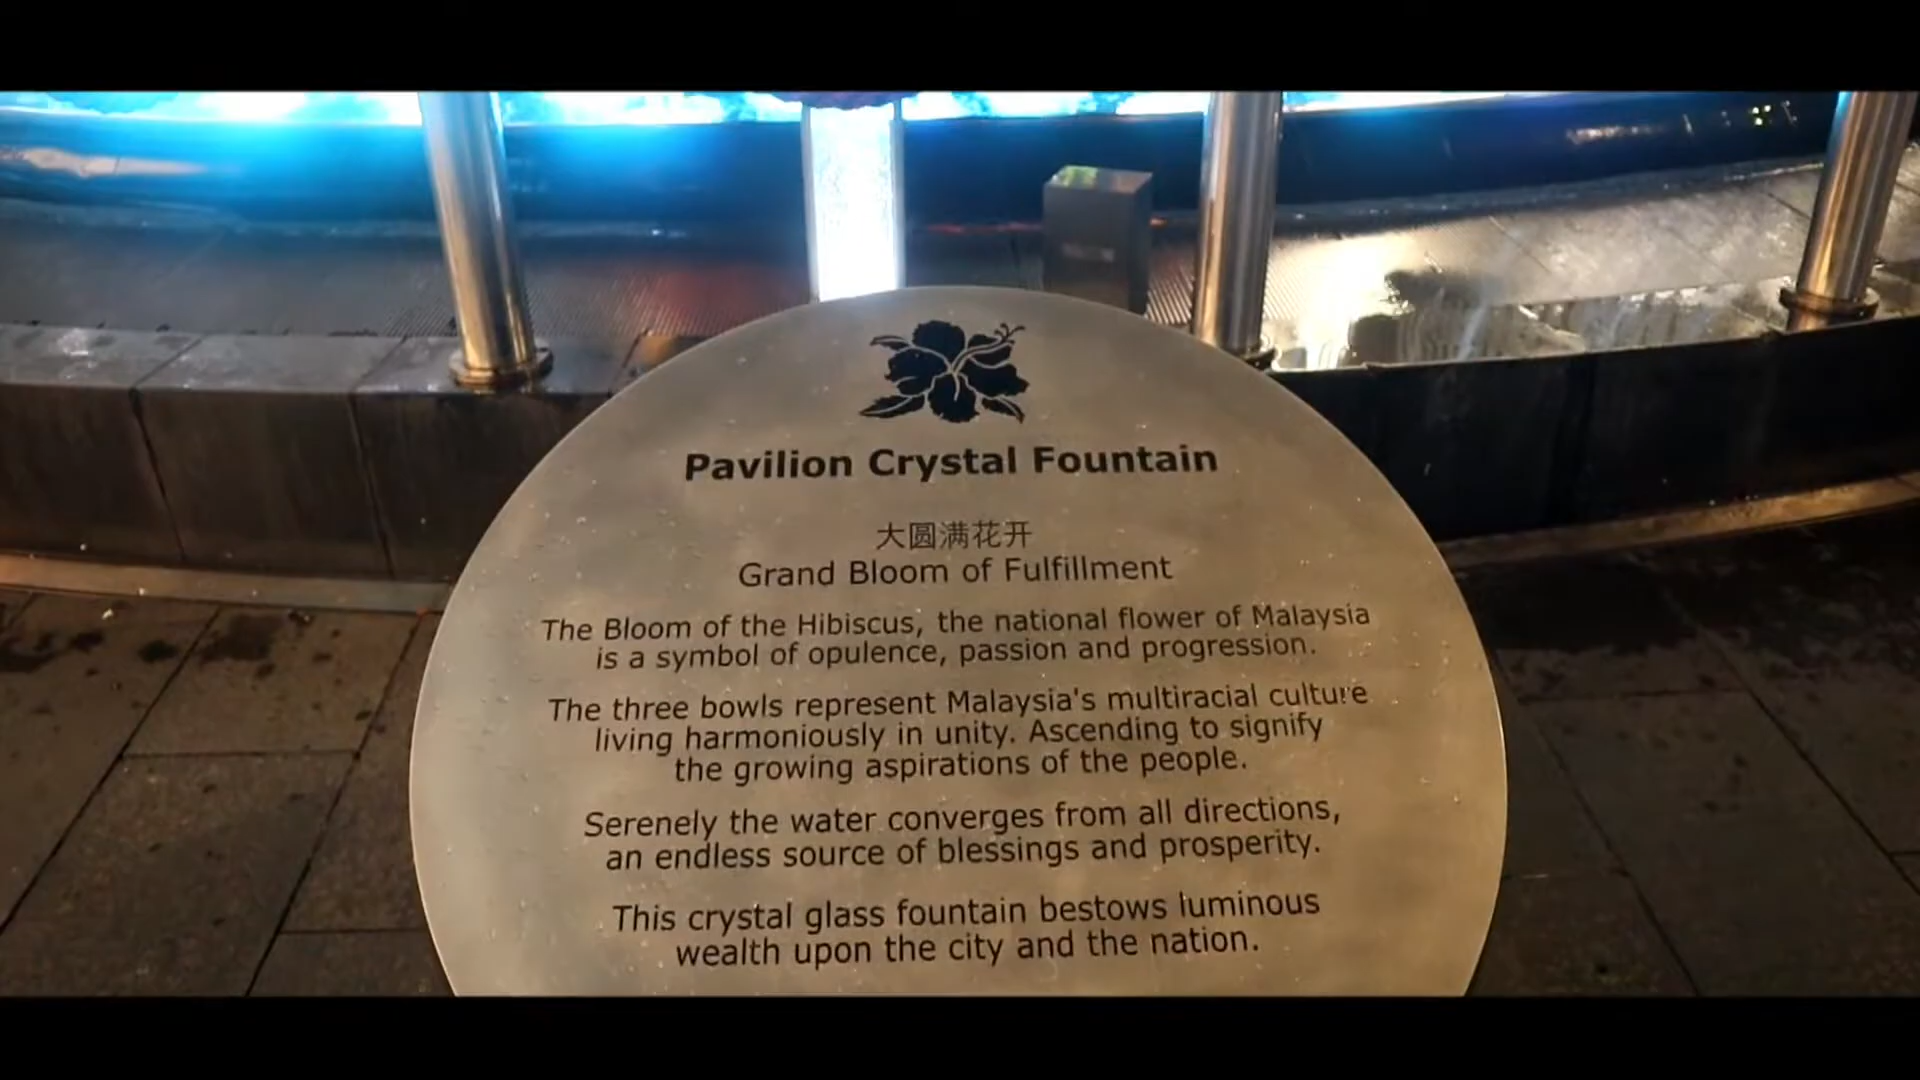 Pavilion Crystal Fountain
大圆满花开
Grand Bloom of Fulfillment
The Bloom of the Hibiscus, the national flower of Malaysia
is a symbol of opulence, passion and progression.
The three bowls represent Malaysia's multiracial culture
living harmoniously in unity. Ascending to signify
the growing aspirations of the people.
Serenely the water converges from all directions,
an endless source of blessings and prosperity.
This crystal glass fountain bestows luminous
wealth upon the city and the nation.